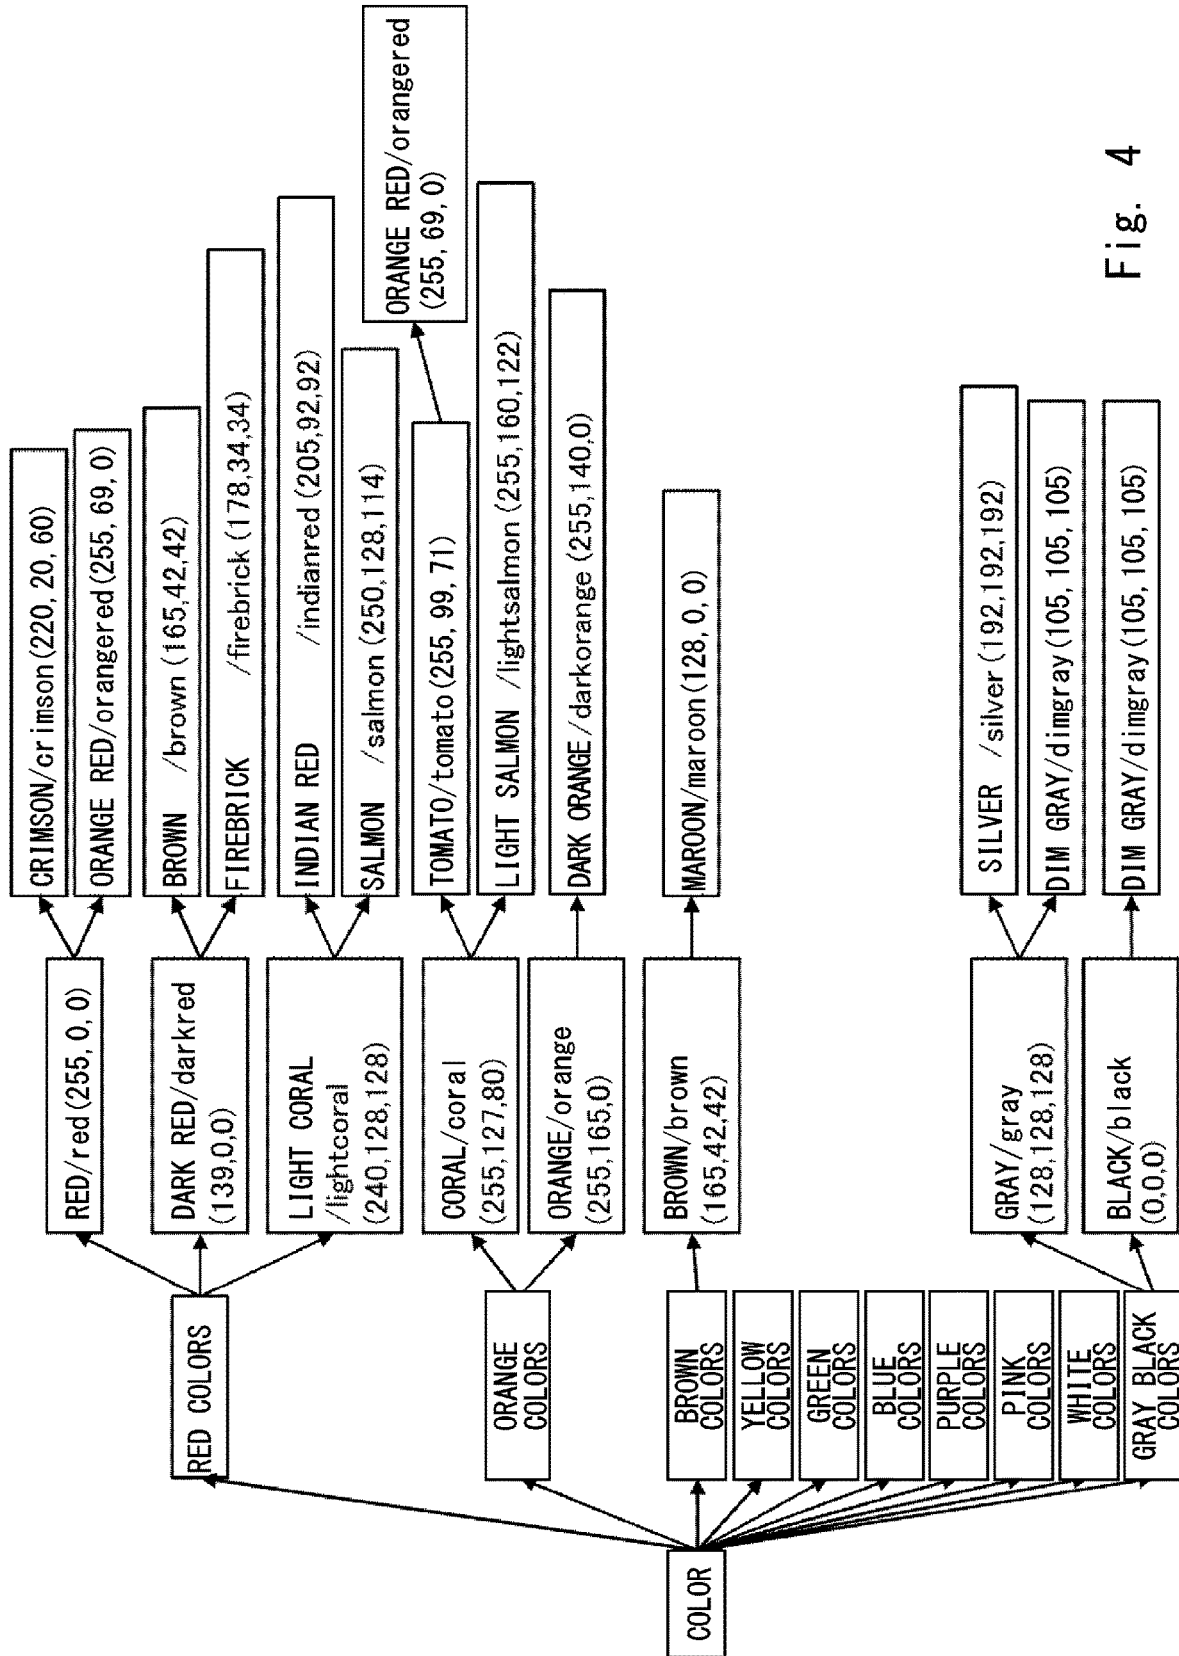 COLOR
RED COLORS
ORANGE
COLORS
BROWN
COLORS
YELLOW
COLORS
GREEN
COLORS
BLUE
COLORS
PURPLE
COLORS
PINK
COLORS
WHITE
COLORS
GRAY BLACK
COLORS
RED/red(255, 0, 0)
DARK RED/darkred
(139,0,0)
LIGHT CORAL
/lightcoral
(240,128,128)
CORAL/coral
(255,127,80)
ORANGE/orange
(255,165,0)
BROWN/brown
(165,42,42)
GRAY/gray
(128,128,128)
BLACK/black
(0,0,0)
CRIMSON/crimson(220, 20, 60)
ORANGE RED/orangered(255, 69, 0)
BROWN /brown (165,42,42)
FIREBRICK /firebrick (178,34,34)
INDIAN RED /indianred (205,92,92)
SALMON /salmon (250,128,114)
TOMATO/tomato(255, 99, 71)
LIGHT SALMON /lightsalmon (255,160,122)
DARK ORANGE/darkorange (255,140,0)
MAROON/maroon(128, 0, 0)
SILVER /silver (192,192,192)
DIM GRAY/dimgray(105, 105, 105)
DIM GRAY/dimgray(105, 105, 105)
ORANGE RED/orangered
(255, 69, 0)
Fig. 4